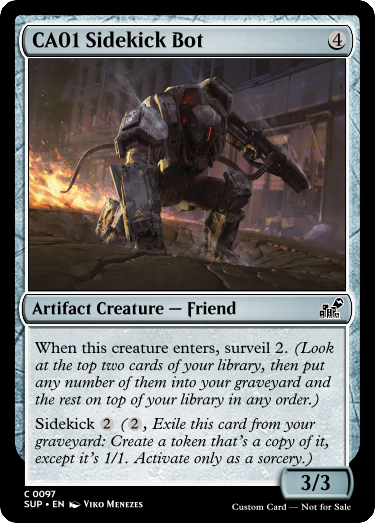 CA01 Sidekick Bot 4
Artifact Creature — Friend
When this creature enters, surveil 2. (Look
at the top two cards of your library, then put
any number of them into your graveyard and
the rest on top of your library in any order.)
Sidekick 2 (2, Exile this card from your
graveyard: Create a token that's a copy of it,
except it's 1/1. Activate only as a sorcery.)
3/3
C 0097
SUP • EN Viko Menezes
Custom Card — Not for Sale